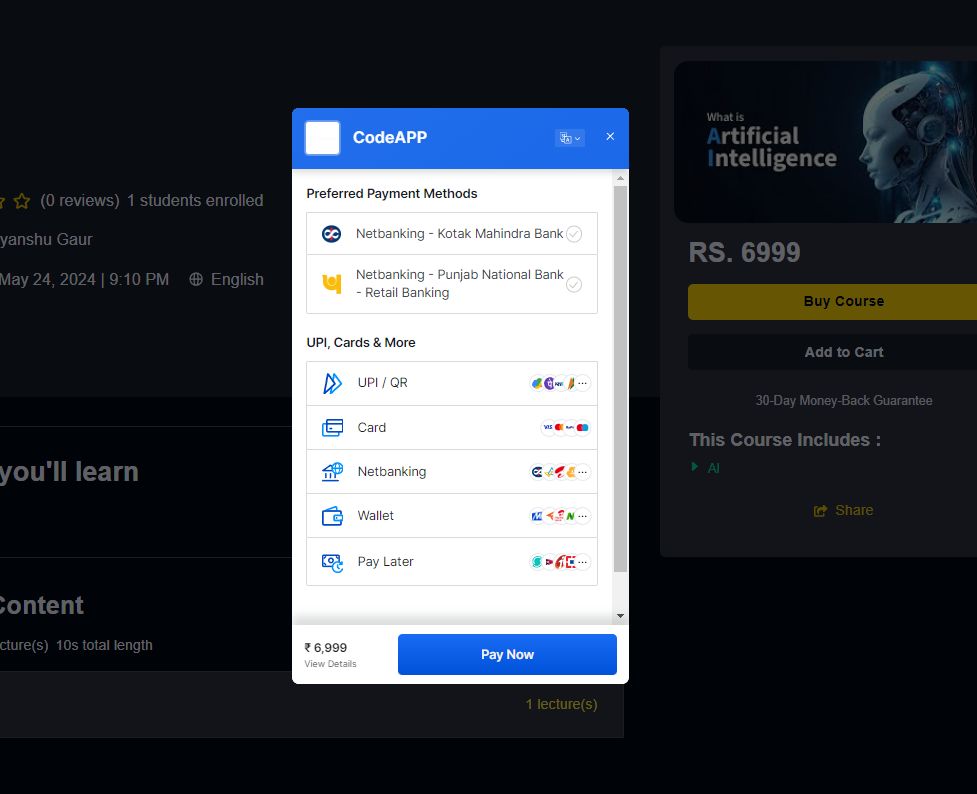 (0 reviews) 1 students enrolled
yanshu Gaur
May 24, 2024 | 9:10 PM English
you'll learn
Content
cture(s) 10s total length
1 lecture(s)
CodeAPP
Preferred Payment Methods
Netbanking - Kotak Mahindra Bank
Netbanking - Punjab National Bank
- Retail Banking
UPI, Cards & More
UPI / QR
Card
VISA
Netbanking
Wallet
Pay Later
₹ 6,999
View Details
Pay Now
What is
Artificial
Intelligence
RS. 6999
Buy Course
Add to Cart
30-Day Money-Back Guarantee
This Course Includes :
AI
Share